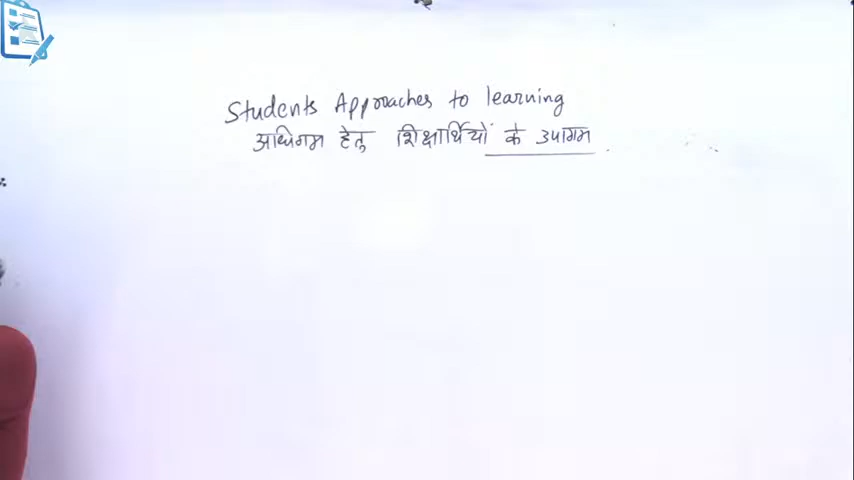 Students Approaches to learning
अधिगम हेतु शिक्षार्थियों के उपागम